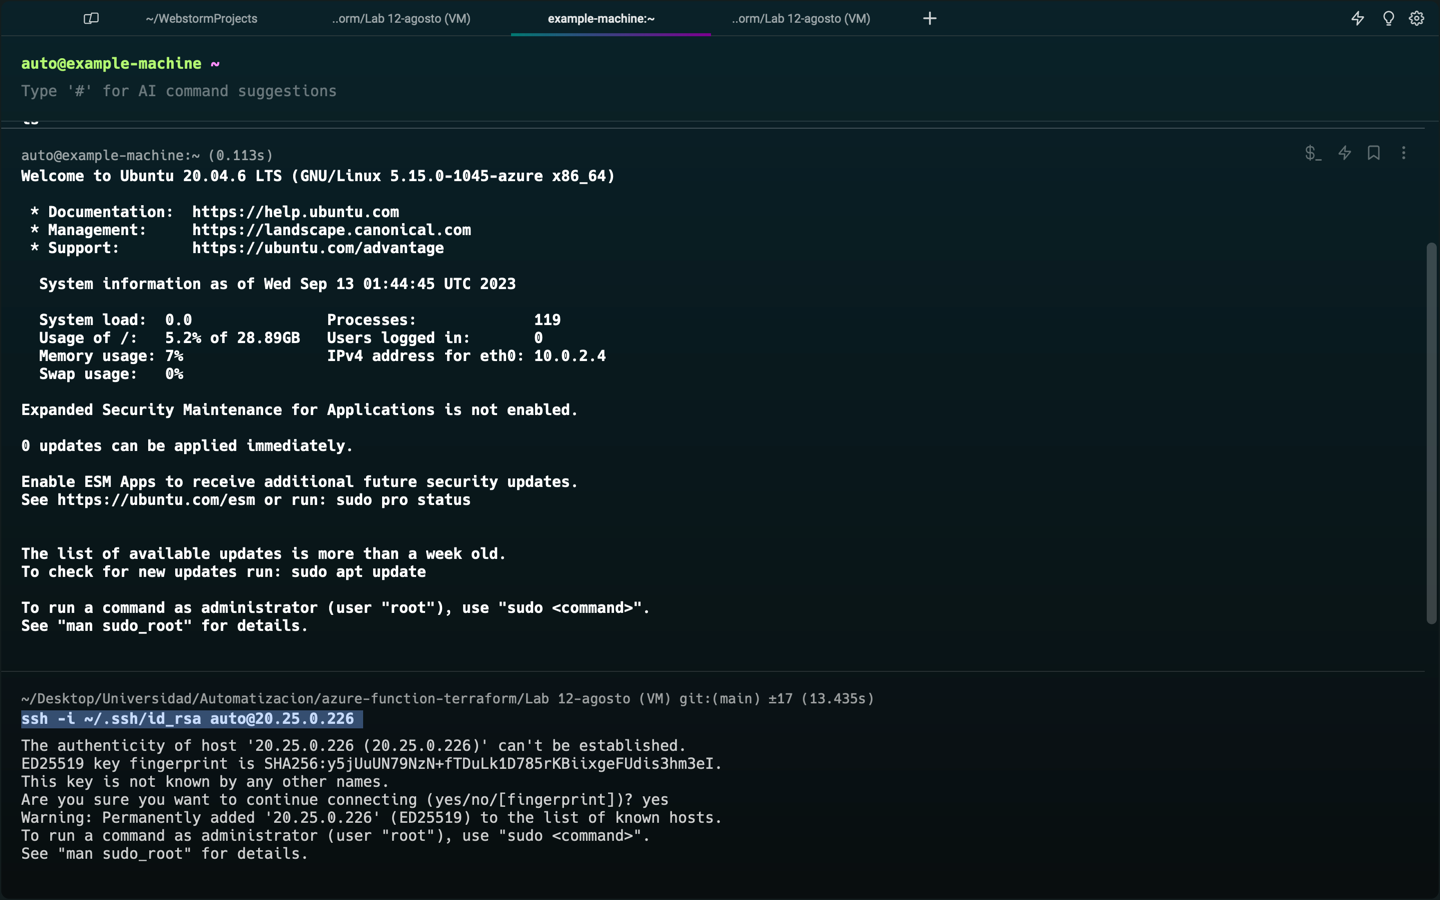 ~/WebstormProjects
..orm/Lab 12-agosto (VM)
example-machine:~
..orm/Lab 12-agosto (VM)
auto@example-machine ~
Type '#' for AI command suggestions
auto@example-machine:~ (0.113s)
$_
Welcome to Ubuntu 20.04.6 LTS (GNU/Linux 5.15.0-1045-azure x86_64)
* Documentation:  https://help.ubuntu.com
* Management:     https://landscape.canonical.com
* Support:        https://ubuntu.com/advantage
System information as of Wed Sep 13 01:44:45 UTC 2023
System load:  0.0               Processes:             119
Usage of /:   5.2% of 28.89GB   Users logged in:       0
Memory usage: 7%                IPv4 address for eth0: 10.0.2.4
Swap usage:   0%
Expanded Security Maintenance for Applications is not enabled.
0 updates can be applied immediately.
Enable ESM Apps to receive additional future security updates.
See https://ubuntu.com/esm or run: sudo pro status
The list of available updates is more than a week old.
To check for new updates run: sudo apt update
To run a command as administrator (user "root"), use "sudo <command>".
See "man sudo_root" for details.
~/Desktop/Universidad/Automatizacion/azure-function-terraform/Lab 12-agosto (VM) git:(main) ±17 (13.435s)
ssh -i ~/.ssh/id_rsa auto@20.25.0.226
The authenticity of host '20.25.0.226 (20.25.0.226)' can't be established.
ED25519 key fingerprint is SHA256:y5jUuUN79NzN+fTDuLk1D785rKBiixgeFUdis3hm3eI.
This key is not known by any other names.
Are you sure you want to continue connecting (yes/no/[fingerprint])? yes
Warning: Permanently added '20.25.0.226' (ED25519) to the list of known hosts.
To run a command as administrator (user "root"), use "sudo <command>".
See "man sudo_root" for details.